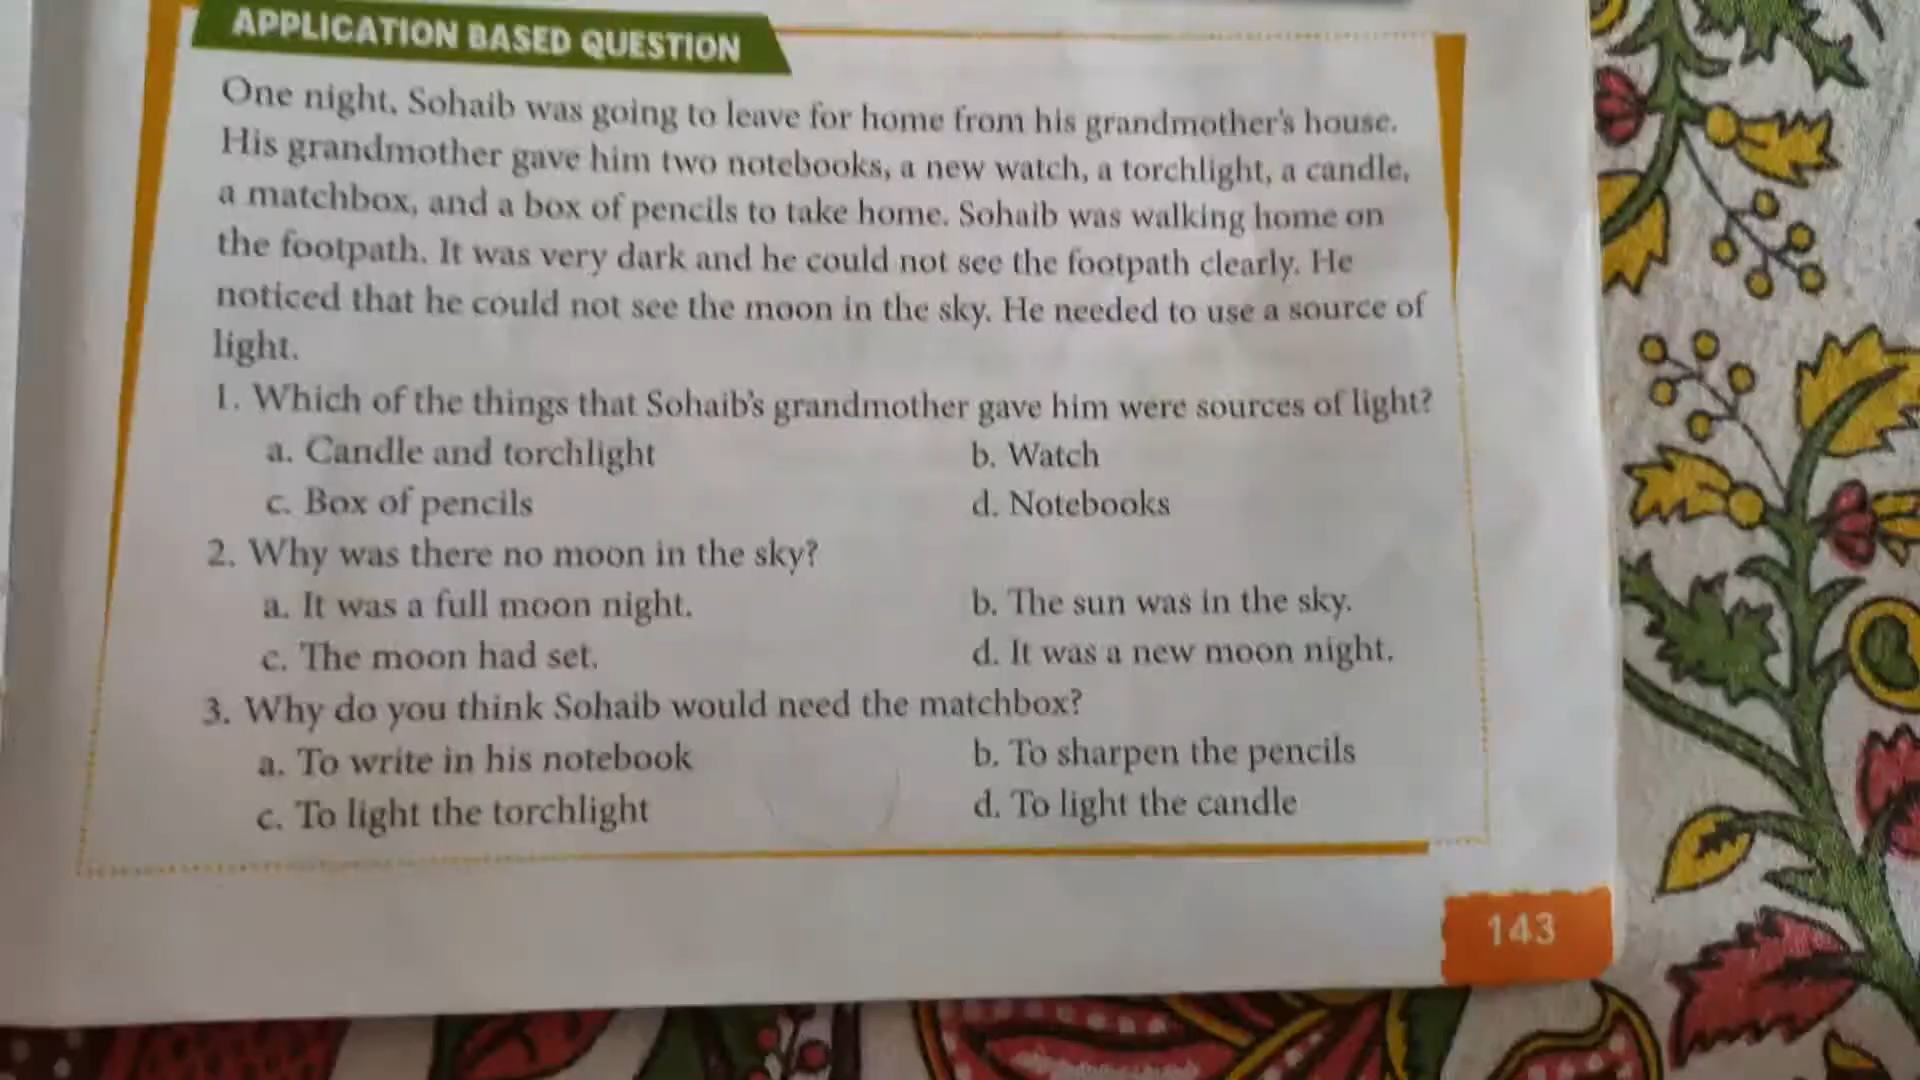 APPLICATION BASED QUESTION
One night, Sohaib was going to leave for home from his grandmother's house.
His grandmother gave him two notebooks, a new watch, a torchlight, a candle,
a matchbox, and a box of pencils to take home. Sohaib was walking home on
the footpath. It was very dark and he could not see the footpath clearly. He
noticed that he could not see the moon in the sky. He needed to use a source of
light.
1. Which of the things that Sohaib's grandmother gave him were sources of light?
a. Candle and torchlight b. Watch
c. Box of pencils d. Notebooks
2. Why was there no moon in the sky?
a. It was a full moon night. b. The sun was in the sky.
c. The moon had set. d. It was a new moon night.
3. Why do you think Sohaib would need the matchbox?
a. To write in his notebook b. To sharpen the pencils
c. To light the torchlight d. To light the candle
143